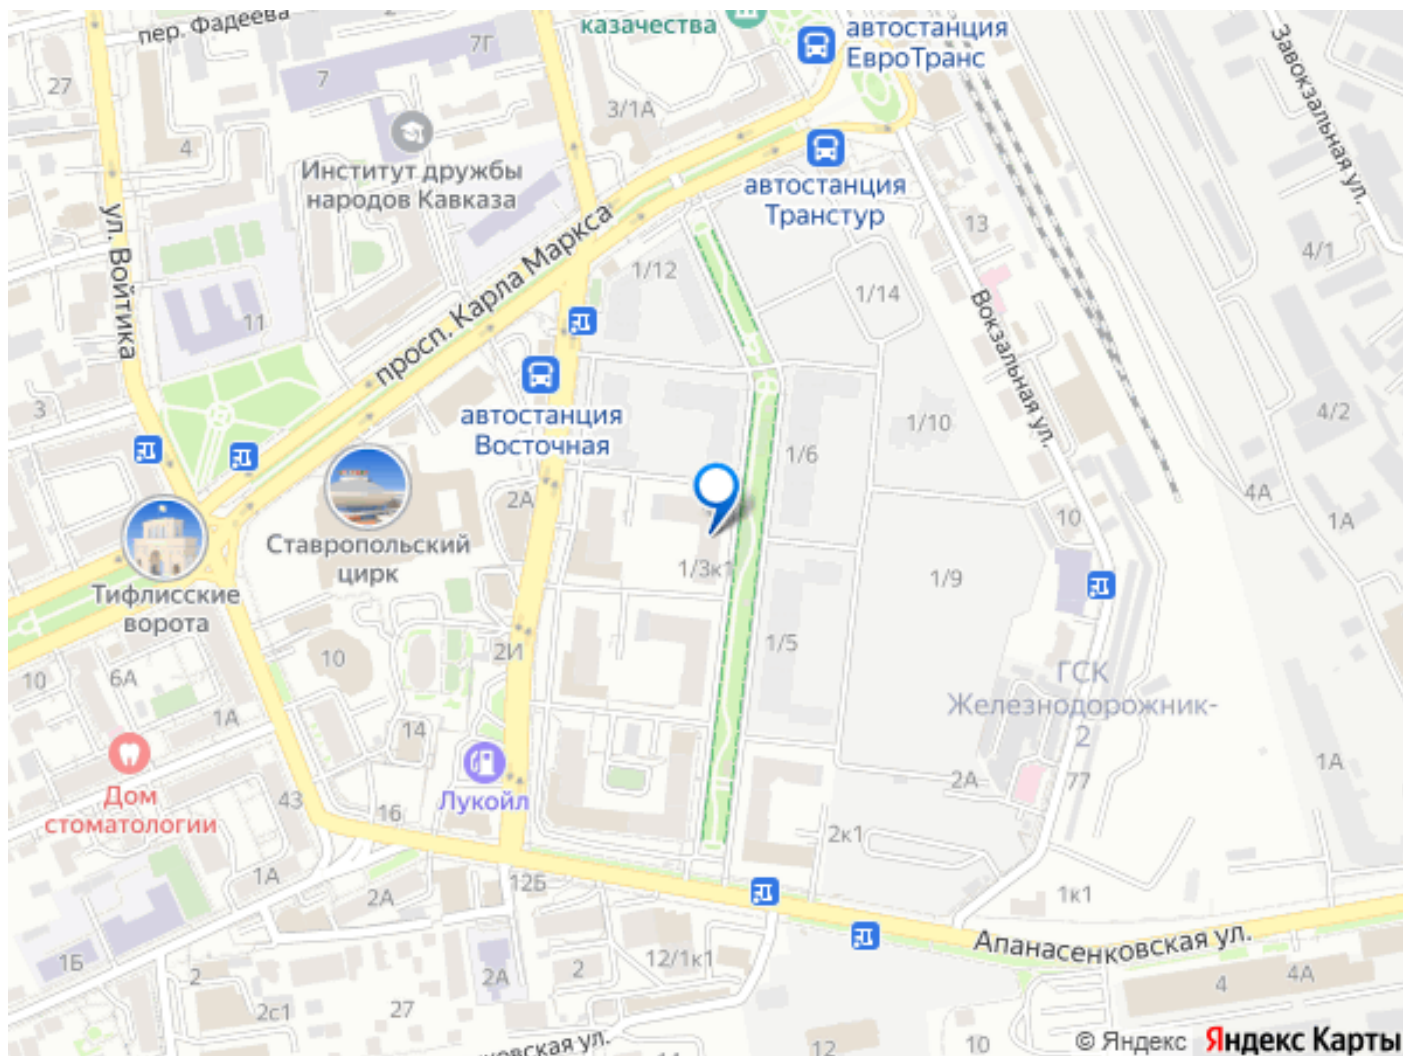 пер. Фадеева
казачества
автостанция
ЕвроТранс
7Г
7
27
3/1А
4
Институт дружбы
народов Кавказа
автостанция
Транстур
Завокзальная ул.
ул. Войтика
просп. Карла Маркса
13
4/1
1/12
1/14
11
Вокзальная ул.
3
автостанция
Восточная
1/10
4/2
1/6
2А
4А
1А
10
Ставропольский
цирк
1/3к1
1/9
Тифлисские
ворота
10
2И
1/5
10
6А
1А
ГСК
Железнодорожник-
2
14
Дом
стоматологии
43
16
Лукойл
2А
77
1А
2к1
1А
2А
12Б
1к1
Апанасенковская ул.
1Б
2
2А
2
12/1к1
4
4А
2с1
27
ковская ул.
12
10
© Яндекс Яндекс Карты